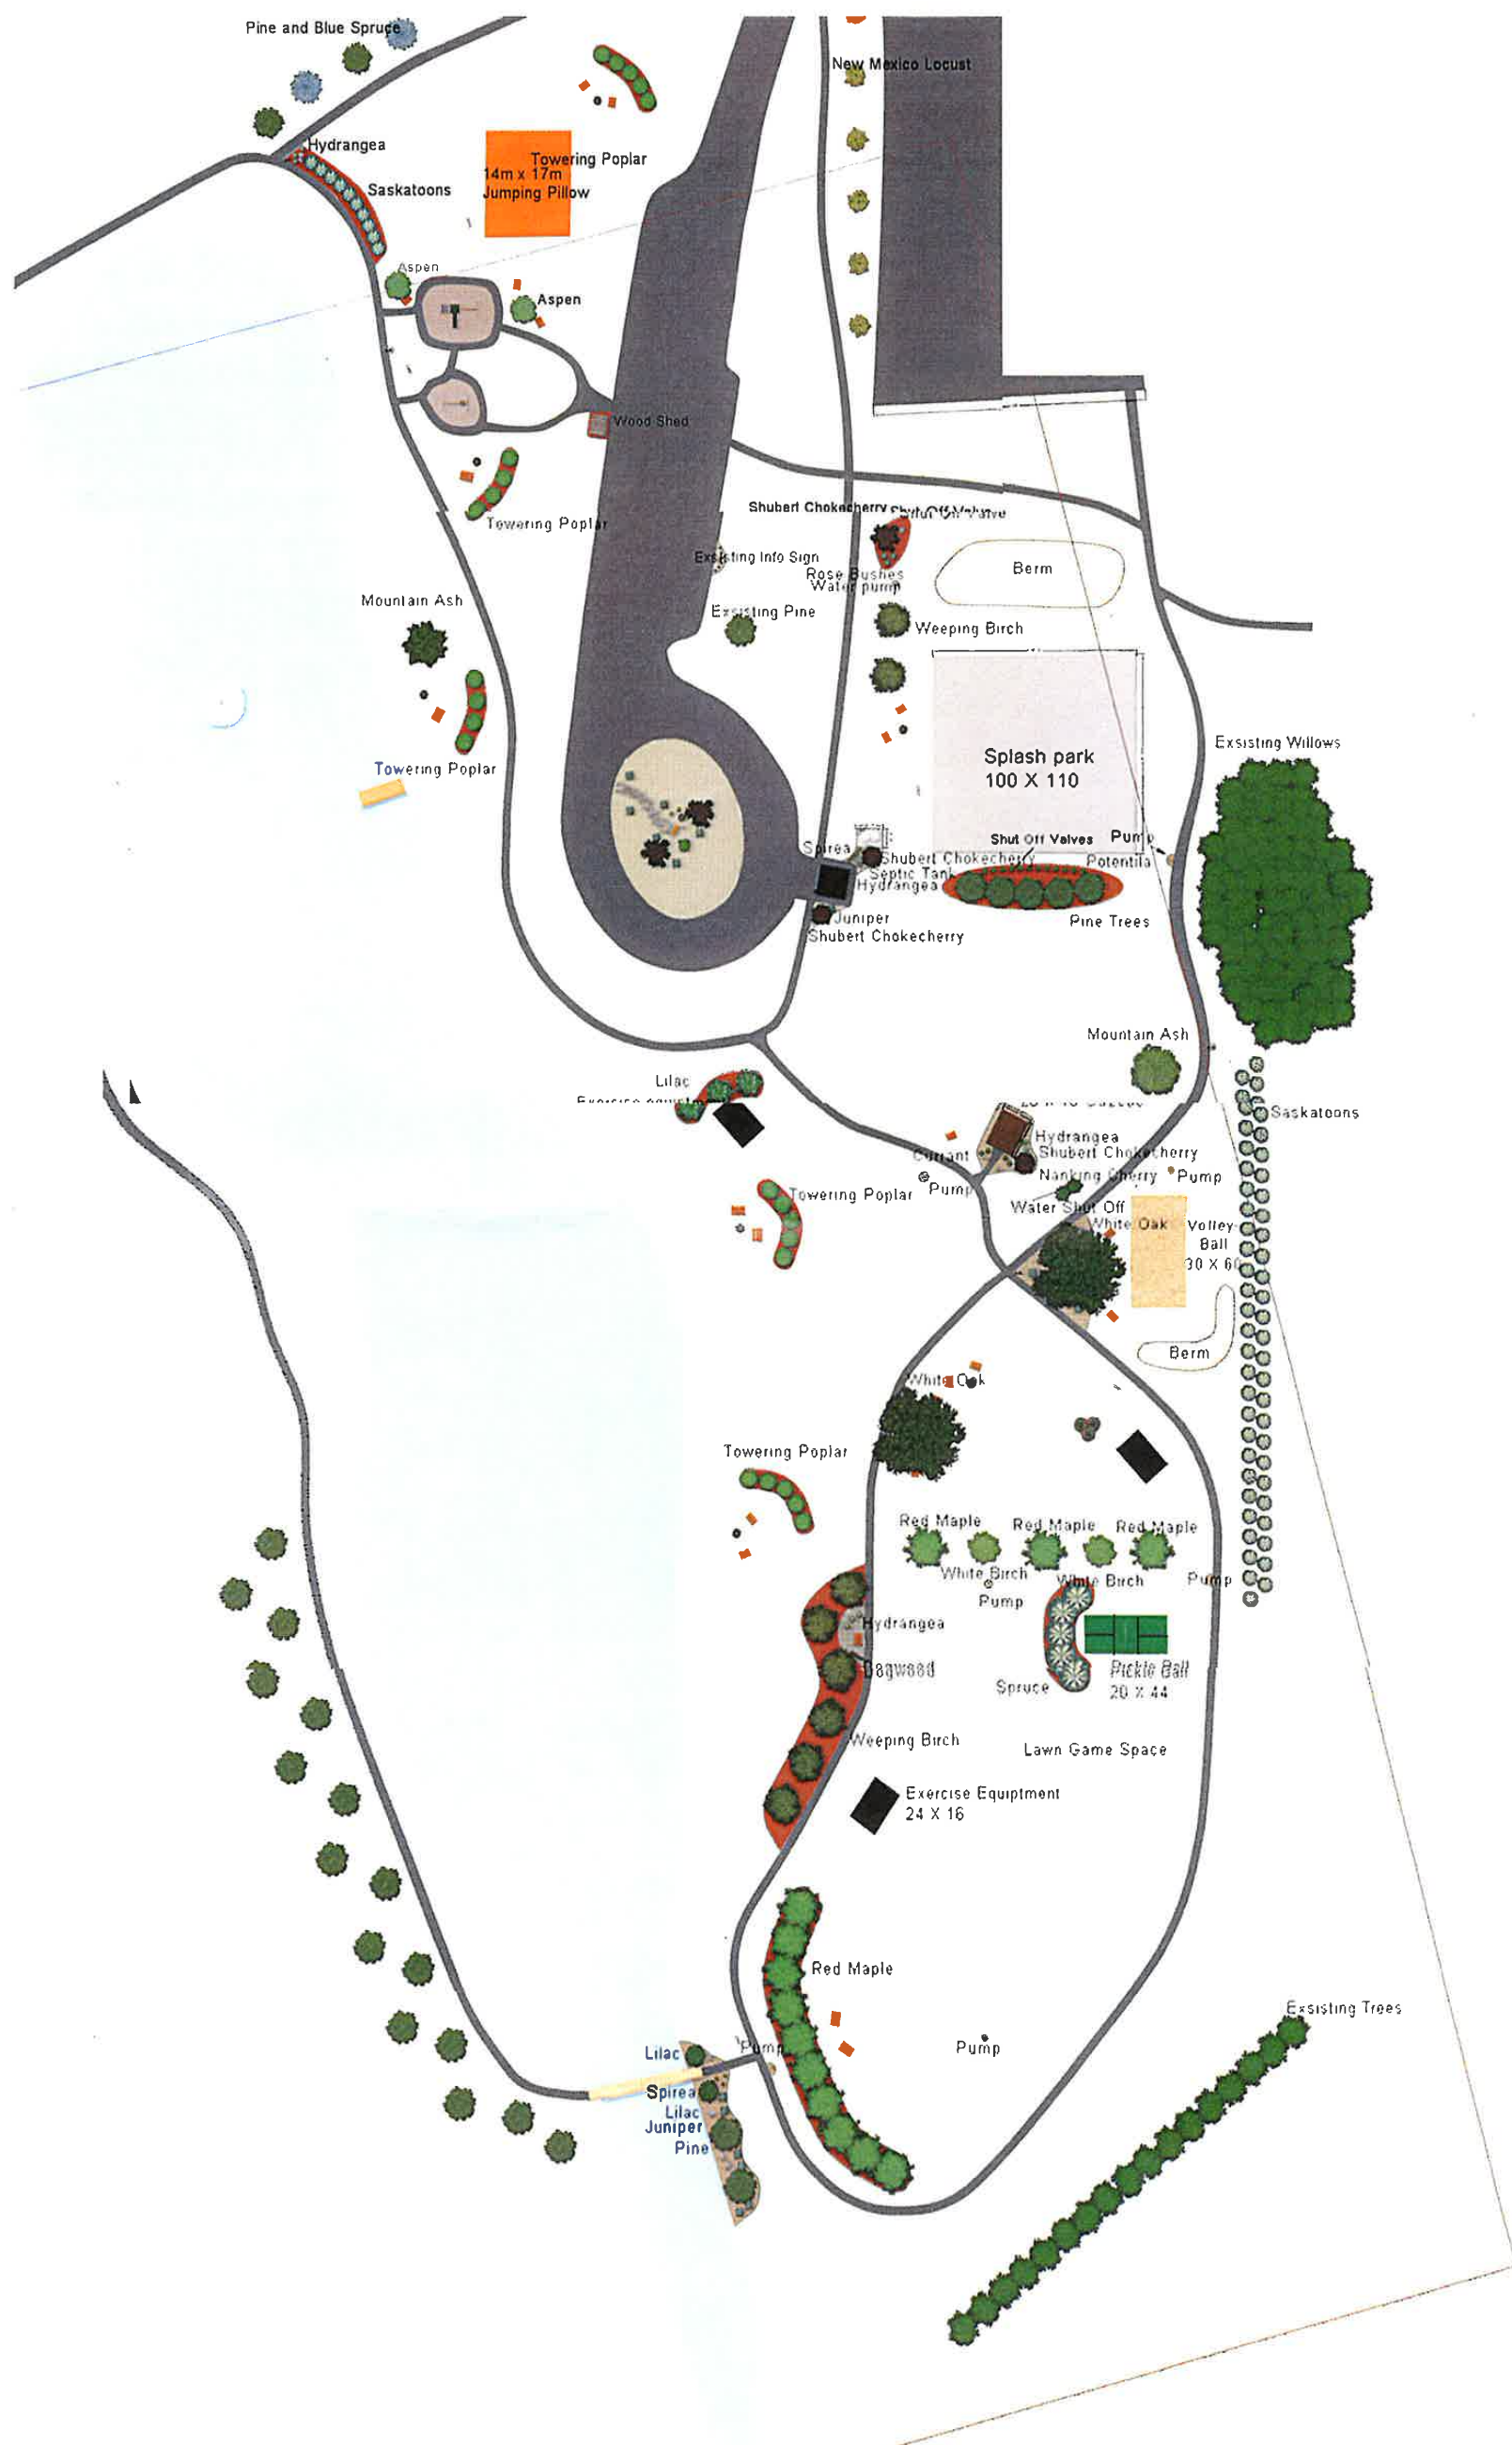 Pine and Blue Spruce
New Mexico Locust
Hydrangea
Towering Poplar
14m x 17m
Jumping Pillow
Saskatoons
Aspen
Aspen
Wood Shed
Shubert Chokecherry
Towering Poplar
Exsisting Info Sign
Berm
Rose Bushes
Water pump
Mountain Ash
Exsisting Pine
Weeping Birch
Exsisting Willows
Splash park
100 X 110
Towering Poplar
Shut Off Valves
Pump
Spirea
Shubert Chokecherry
Potentila
Septic Tank
Hydrangea
Juniper
Pine Trees
Shubert Chokecherry
Mountain Ash
Lilac
Saskatoons
Hydrangea
Currant
Shubert Chokecherry
Nanking Cherry
Pump
Pump
Towering Poplar
Water Shut Off
White Oak
Volley
Ball
30 X 60
Berm
White Oak
Towering Poplar
Red Maple
Red Maple
Red Maple
White Birch
White Birch
Pump
Pump
Hydrangea
Dogwood
Pickle Ball
20 X 44
Spruce
Weeping Birch
Lawn Game Space
Exercise Equiptment
24 X 16
Red Maple
Exsisting Trees
Pump
Pump
Lilac
Spirea
Lilac
Juniper
Pine